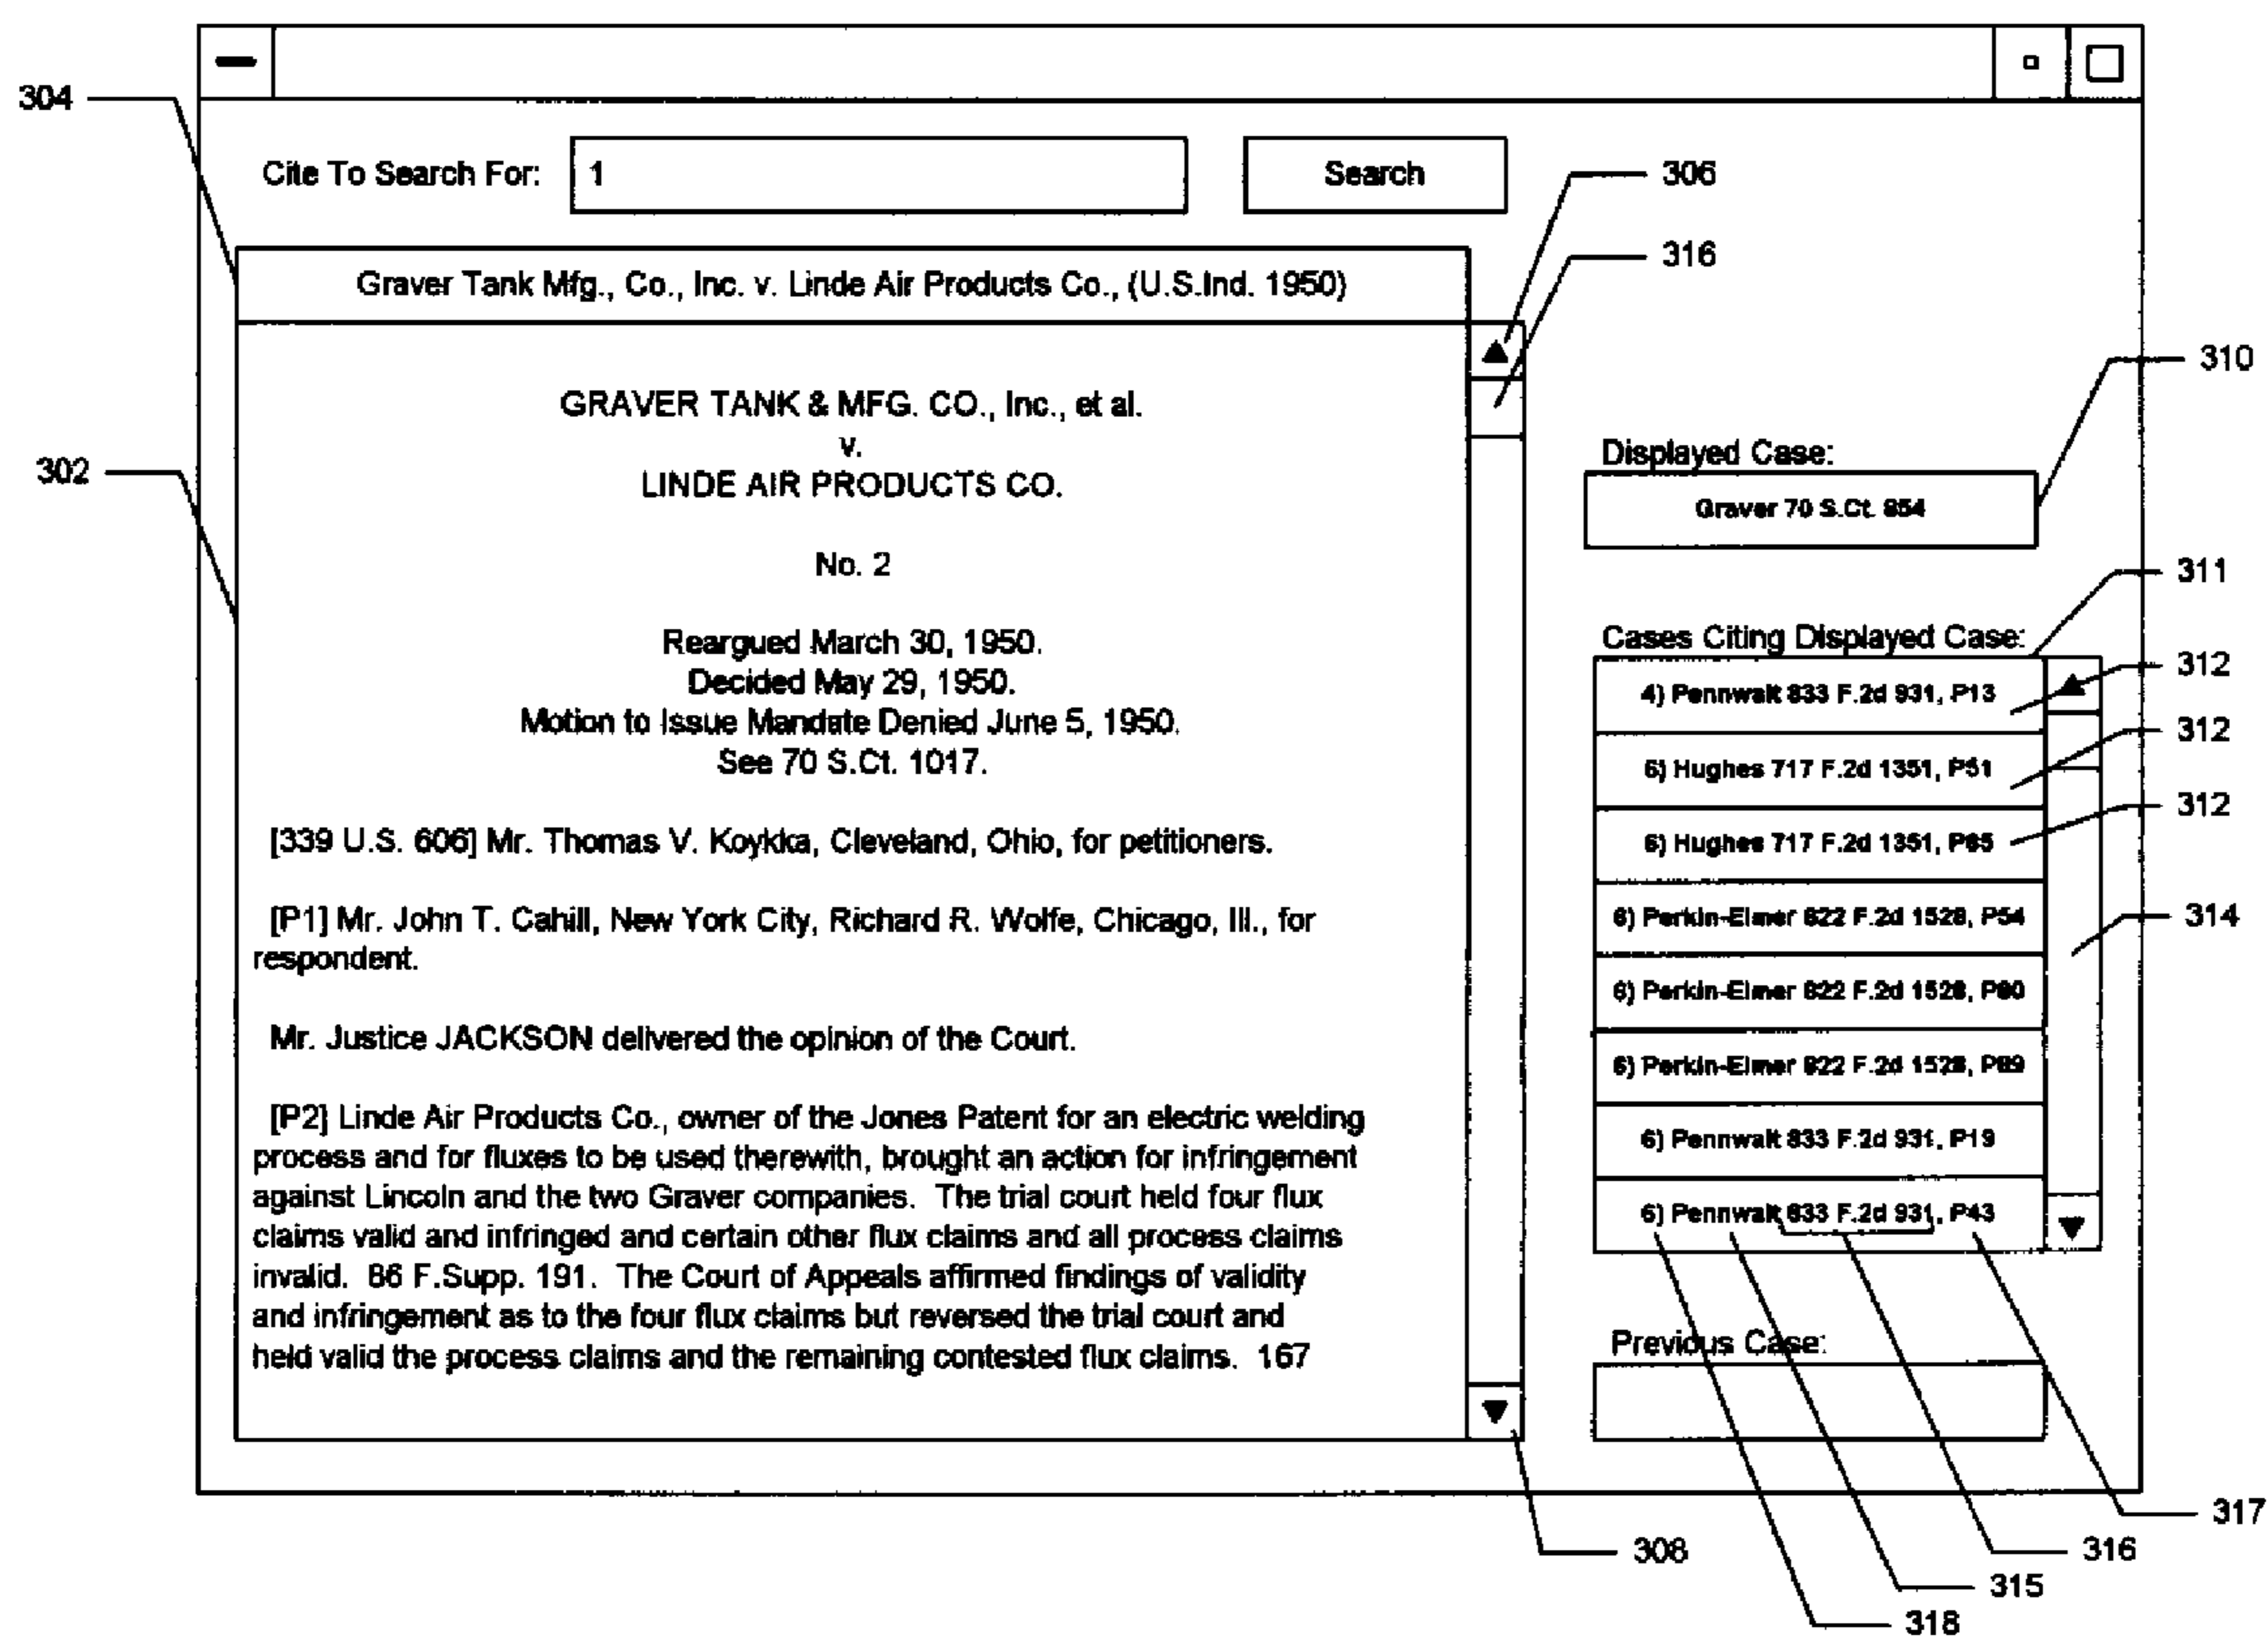 304
Cite To Search For:
1
Search
306
316
Graver Tank Mfg., Co., Inc. v. Linde Air Products Co., (U.S.Ind. 1950)
310
GRAVER TANK & MFG. CO., Inc., et al.
v.
LINDE AIR PRODUCTS CO.
302
Displayed Case:
Graver 70 S.Ct. 854
No. 2
311
Reargued March 30, 1950.
Decided May 29, 1950.
Motion to Issue Mandate Denied June 5, 1950.
See 70 S.Ct. 1017.
[339 U.S. 606] Mr. Thomas V. Koykka, Cleveland, Ohio, for petitioners.
[P1] Mr. John T. Cahill, New York City, Richard R. Wolfe, Chicago, Ill., for
respondent.
Mr. Justice JACKSON delivered the opinion of the Court.
[P2] Linde Air Products Co., owner of the Jones Patent for an electric welding
process and for fluxes to be used therewith, brought an action for infringement
against Lincoln and the two Graver companies. The trial court held four flux
claims valid and infringed and certain other flux claims and all process claims
invalid. 86 F.Supp. 191. The Court of Appeals affirmed findings of validity
and infringement as to the four flux claims but reversed the trial court and
held valid the process claims and the remaining contested flux claims. 167
Cases Citing Displayed Case:
312
4) Pennwalt 833 F.2d 931, P13
312
6) Hughes 717 F.2d 1351, P51
312
6) Hughes 717 F.2d 1351,
314
6) Perkin-Elmer 822 F.2d 1528, P54
6) Perkin-Elmer 822 F.2d 1528,
6) Perkin-Elmer 822 F.2d 1528,
6) Pennwalt 833 F.2d 931, P19
6) Pennwalt 833 F.2d 931, P43
Previous Case:
317
308
316
315
318